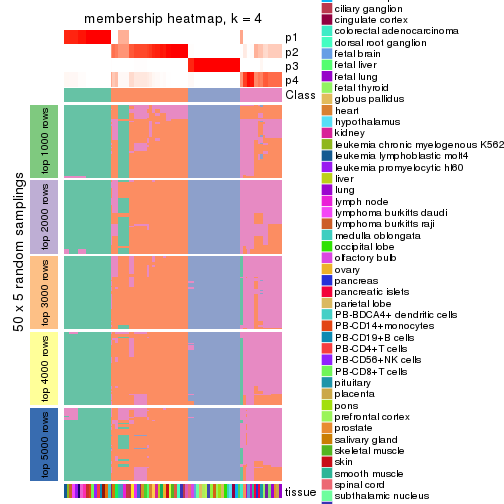 membership heatmap, k = 4
p1
p2
p3
p4
Class
50 x 5 random samplings
top 1000 rows
top 2000 rows
top 3000 rows
top 4000 rows
top 5000 rows
tissue
ciliary ganglion
cingulate cortex
colorectal adenocarcinoma
dorsal root ganglion
fetal brain
fetal liver
fetal lung
fetal thyroid
globus pallidus
heart
hypothalamus
kidney
leukemia chronic myelogenous K562
leukemia lymphoblastic molt4
leukemia promyelocytic hl60
liver
lung
lymph node
lymphoma burkitts daudi
lymphoma burkitts raji
medulla oblongata
occipital lobe
olfactory bulb
ovary
pancreas
pancreatic islets
parietal lobe
PB-BDCA4+ dendritic cells
PB-CD14+monocytes
PB-CD19+B cells
PB-CD4+T cells
PB-CD56+NK cells
PB-CD8+T cells
pituitary
placenta
pons
prefrontal cortex
prostate
salivary gland
skeletal muscle
skin
smooth muscle
spinal cord
subthalamic nucleus